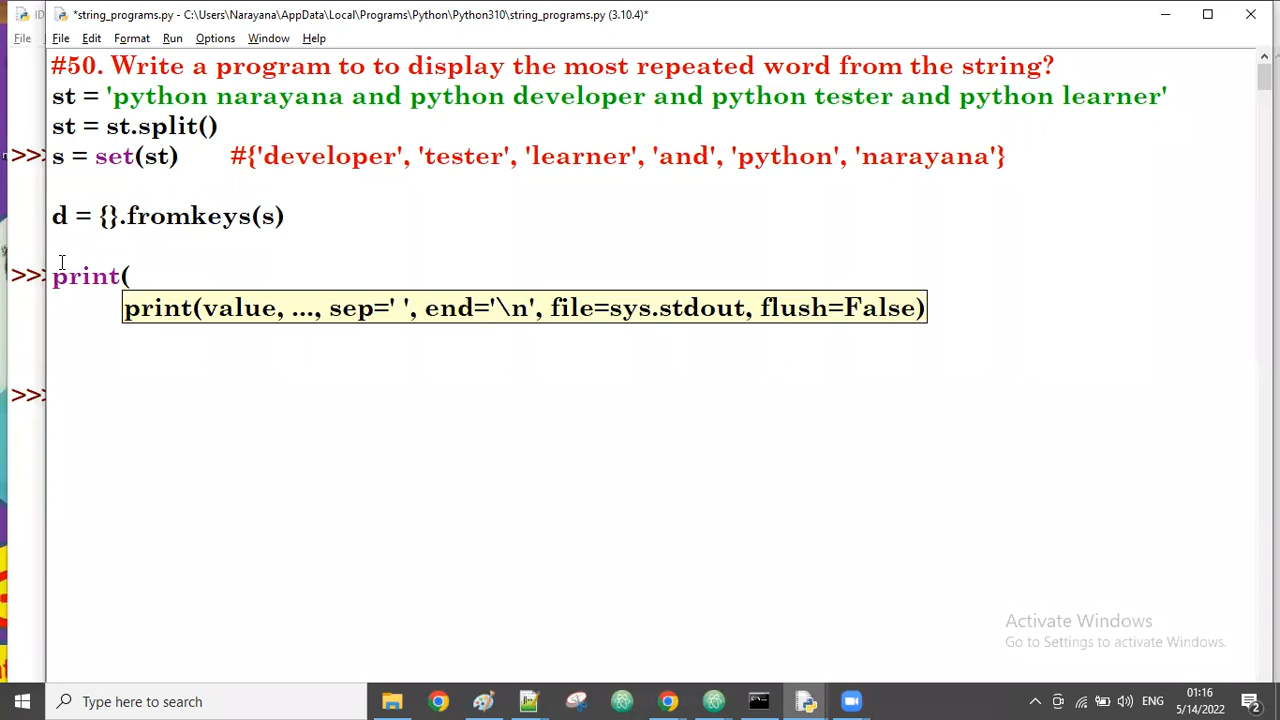 ID
*string_programs.py - C:\Users\Narayana\AppData\Local\Programs\Python\Python310\string_programs.py (3.10.4)*
File
File Edit Format Run Options Window Help
#50. Write a program to to display the most repeated word from the string?
st = 'python narayana and python developer and python tester and python learner'
st = st.split()
>>> s = set(st) #{'developer', 'tester', 'learner', 'and', 'python', 'narayana'}
d = {}.fromkeys(s)
>>> print(
print(value, ..., sep=' ', end='\n', file=sys.stdout, flush=False)
>>>
Activate Windows
Go to Settings to activate Windows.
Type here to search
ENG
01:16
5/14/2022
2